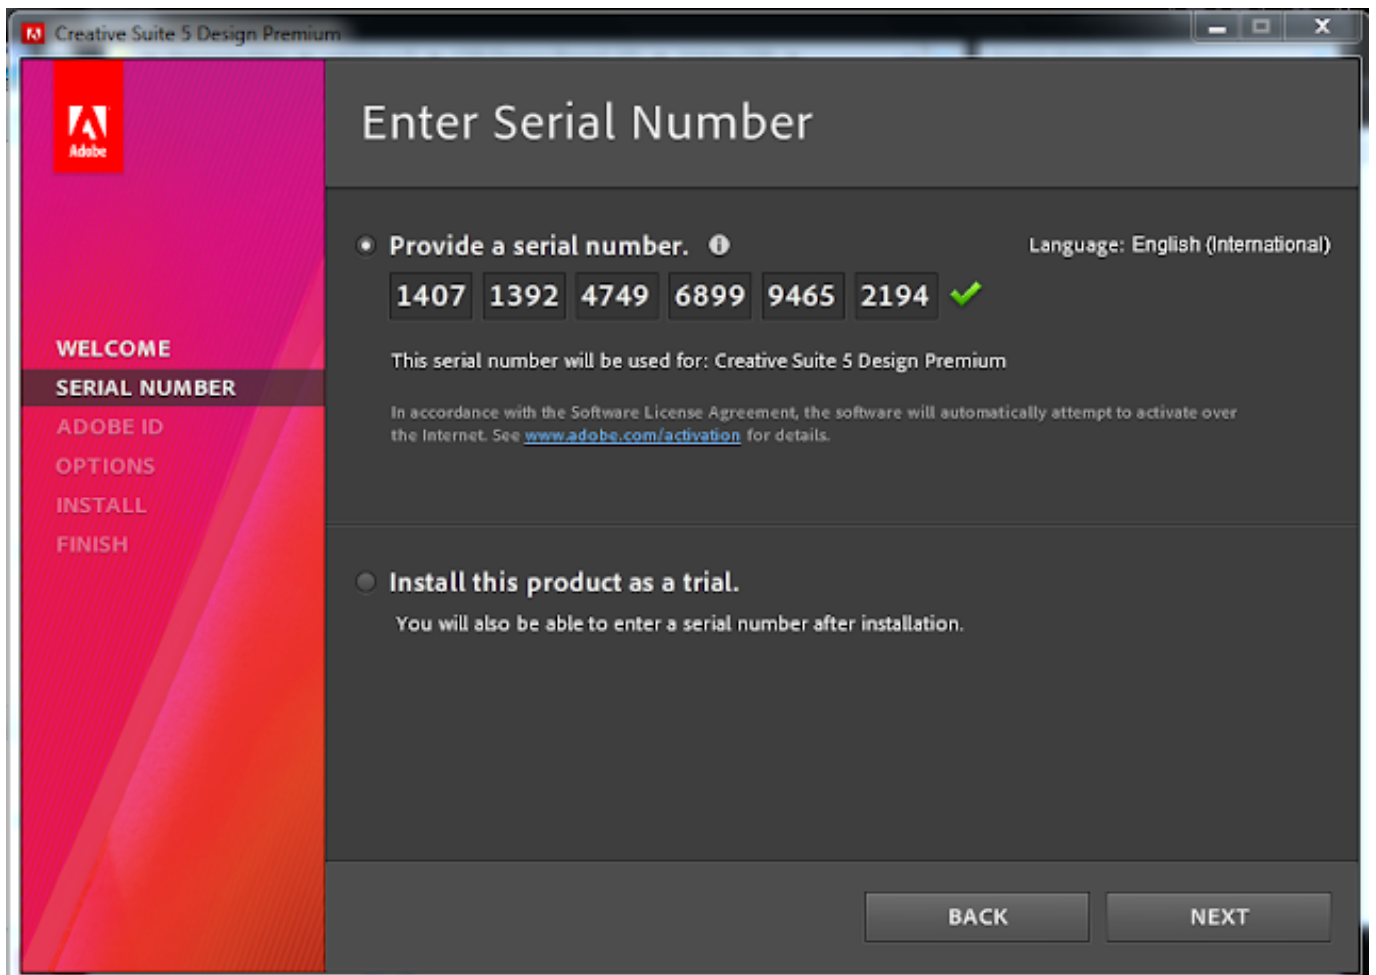 Creative Suite 5 Design Premium
Adobe
Enter Serial Number
Provide a serial number.
Language: English (International)
1407 1392 4749 6899 9465 2194
This serial number will be used for: Creative Suite 5 Design Premium
In accordance with the Software License Agreement, the software will automatically attempt to activate over
the Internet. See www.adobe.com/activation for details.
WELCOME
SERIAL NUMBER
ADOBE ID
OPTIONS
INSTALL
FINISH
Install this product as a trial.
You will also be able to enter a serial number after installation.
BACK
NEXT